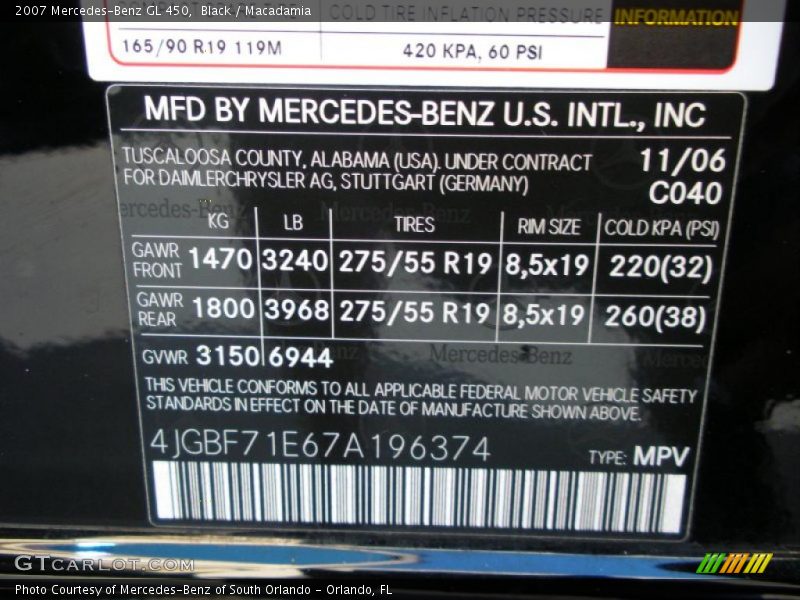 2007 Mercedes-Benz GL 450,  Black / Macadamia
COLD TIRE INFLATION PRESSURE
INFORMATION
165/90 R19 119M 420 KPA, 60 PSI
MFD BY MERCEDES-BENZ U.S. INTL., INC
TUSCALOOSA COUNTY, ALABAMA (USA). UNDER CONTRACT 11/06
FOR DAIMLERCHRYSLER AG, STUTTGART (GERMANY) C040
KG LB TIRES RIM SIZE COLD KPA (PSI)
GAWR FRONT 1470 3240 275/55 R19 8,5x19 220(32)
GAWR REAR 1800 3968 275/55 R19 8,5x19 260(38)
GVWR 3150 6944
Mercedes-Benz
THIS VEHICLE CONFORMS TO ALL APPLICABLE FEDERAL MOTOR VEHICLE SAFETY
STANDARDS IN EFFECT ON THE DATE OF MANUFACTURE SHOWN ABOVE.
4JGBF71E67A196374 TYPE: MPV
GTCARLOT.COM
Photo Courtesy of Mercedes-Benz of South Orlando - Orlando, FL